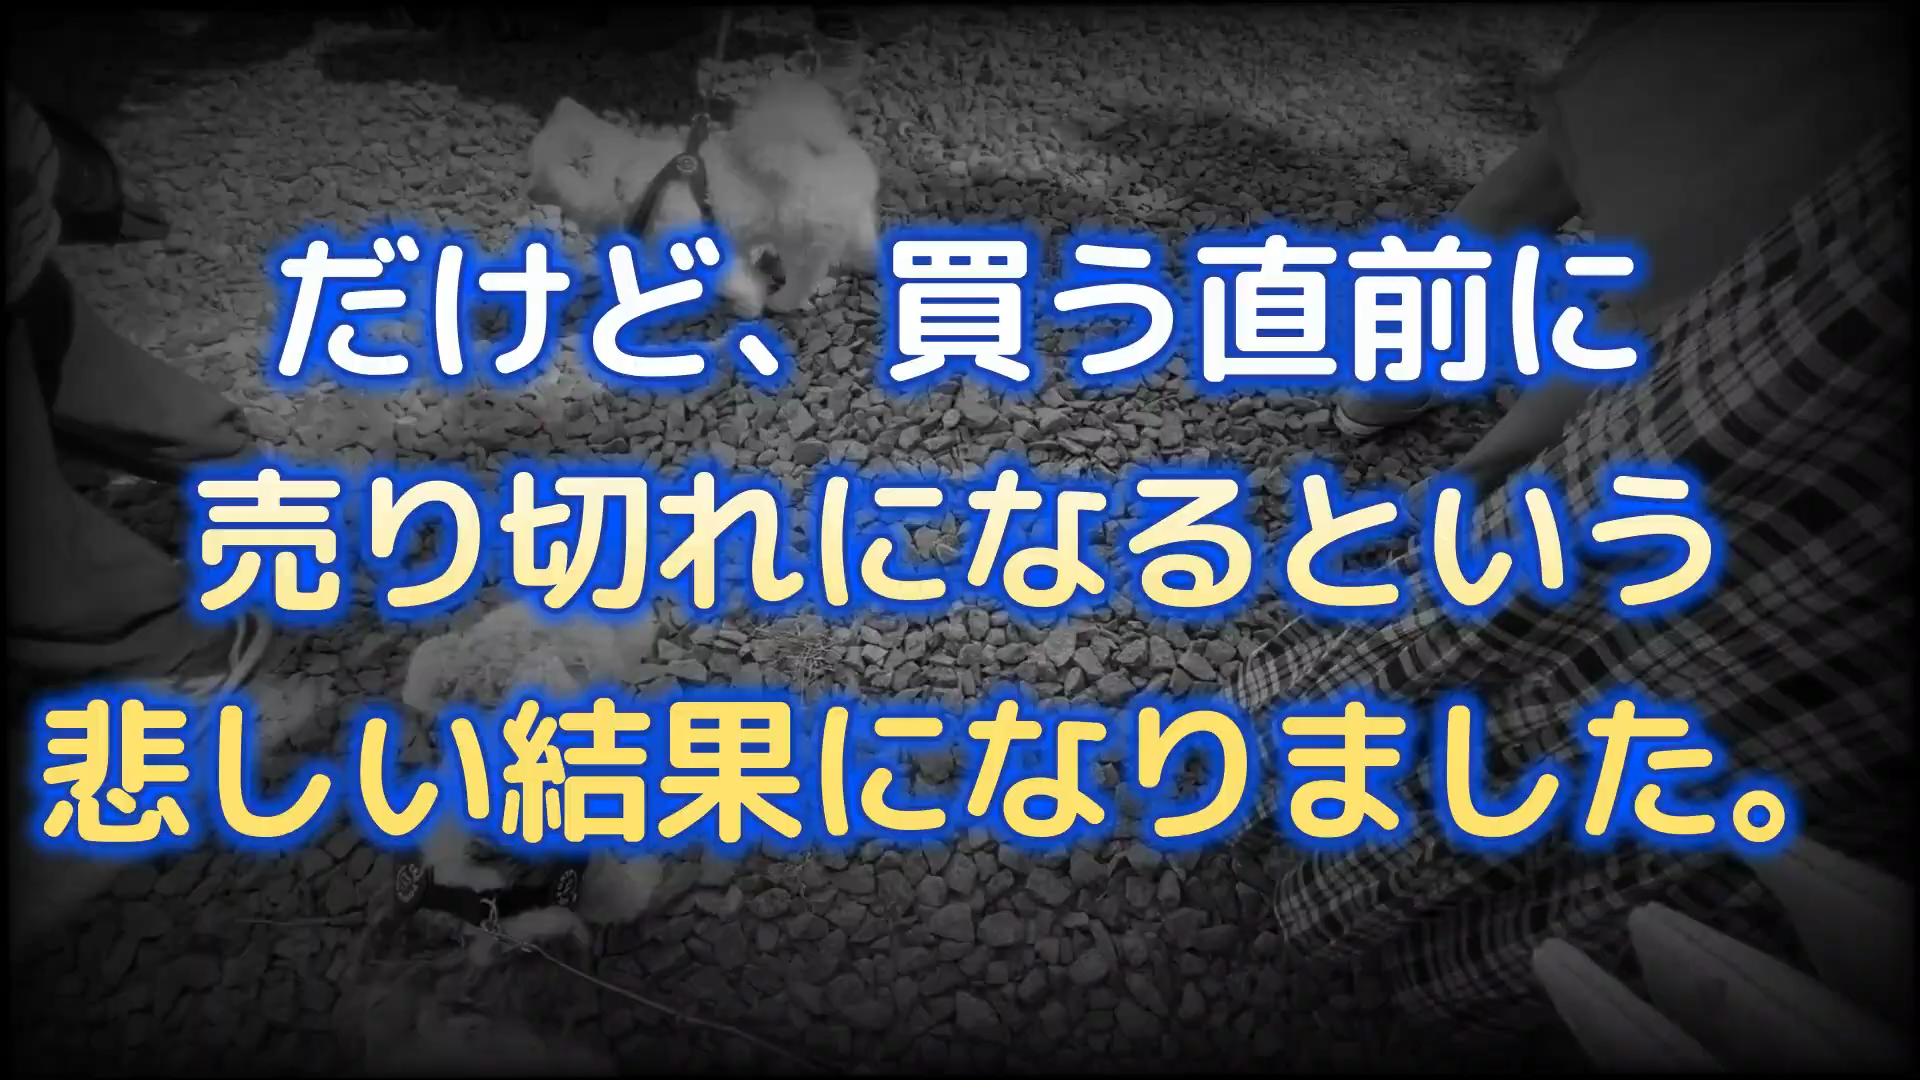 だけど、買う直前に
売り切れになるという
悲しい結果になりました。